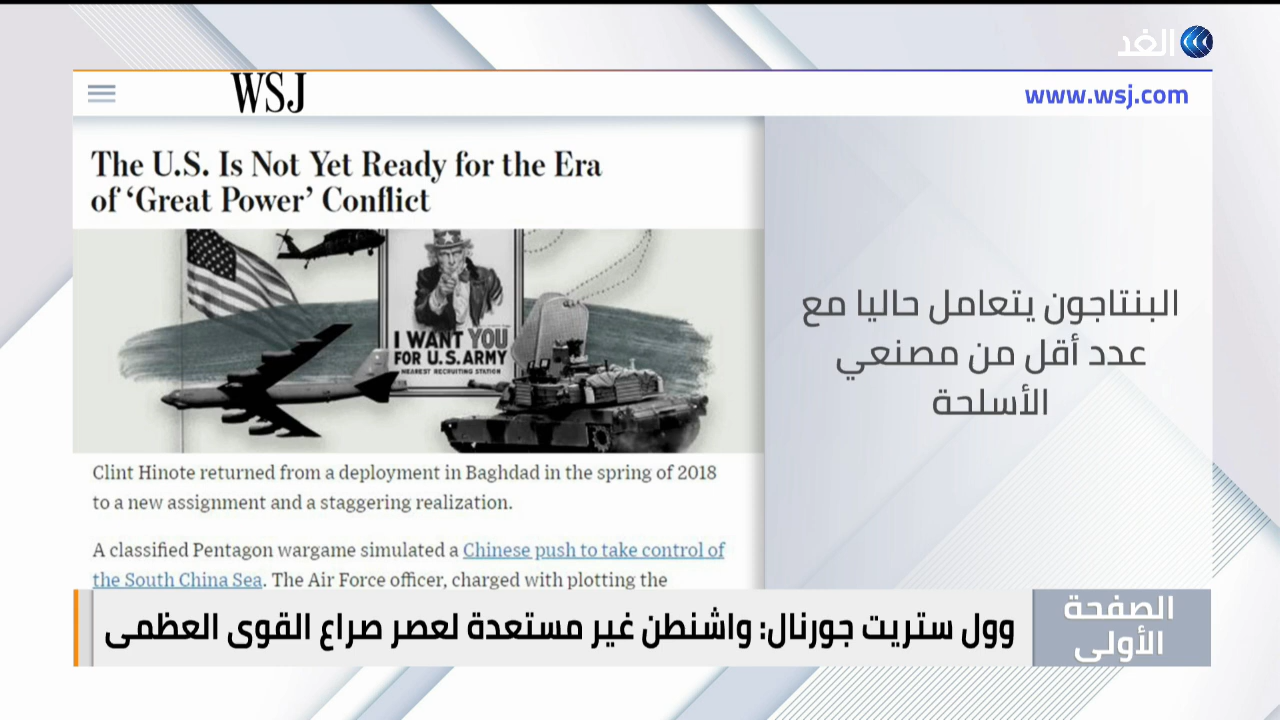 الغد
WSJ
www.wsj.com
The U.S. Is Not Yet Ready for the Era
of ‘Great Power’ Conflict
I WANT YOU
FOR U.S. ARMY
NEAREST RECRUITING STATION
Clint Hinote returned from a deployment in Baghdad in the spring of 2018
to a new assignment and a staggering realization.
A classified Pentagon wargame simulated a Chinese push to take control of
the South China Sea. The Air Force officer, charged with plotting the
البنتاجون يتعامل حاليا مع
عدد أقل من مصنعي
الأسلحة
الصفحة
الأولى
وول ستريت جورنال: واشنطن غير مستعدة لعصر صراع القوى العظمى